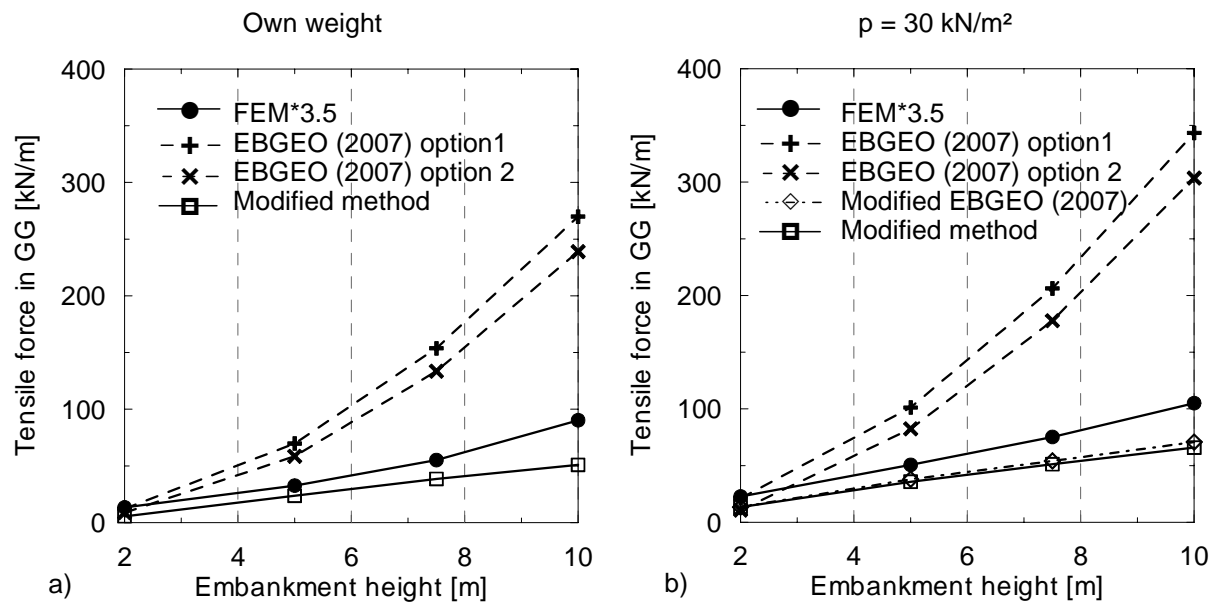 Own weight
p = 30 kN/m²
Tensile force in GG [kN/m]
400
300
200
100
0
FEM*3.5
EBGEO (2007) option1
EBGEO (2007) option 2
Modified method
2
4
6
8
10
a)
Embankment height [m]
Tensile force in GG [kN/m]
400
300
200
100
0
FEM*3.5
EBGEO (2007) option1
EBGEO (2007) option 2
Modified EBGEO (2007)
Modified method
2
4
6
8
10
b)
Embankment height [m]